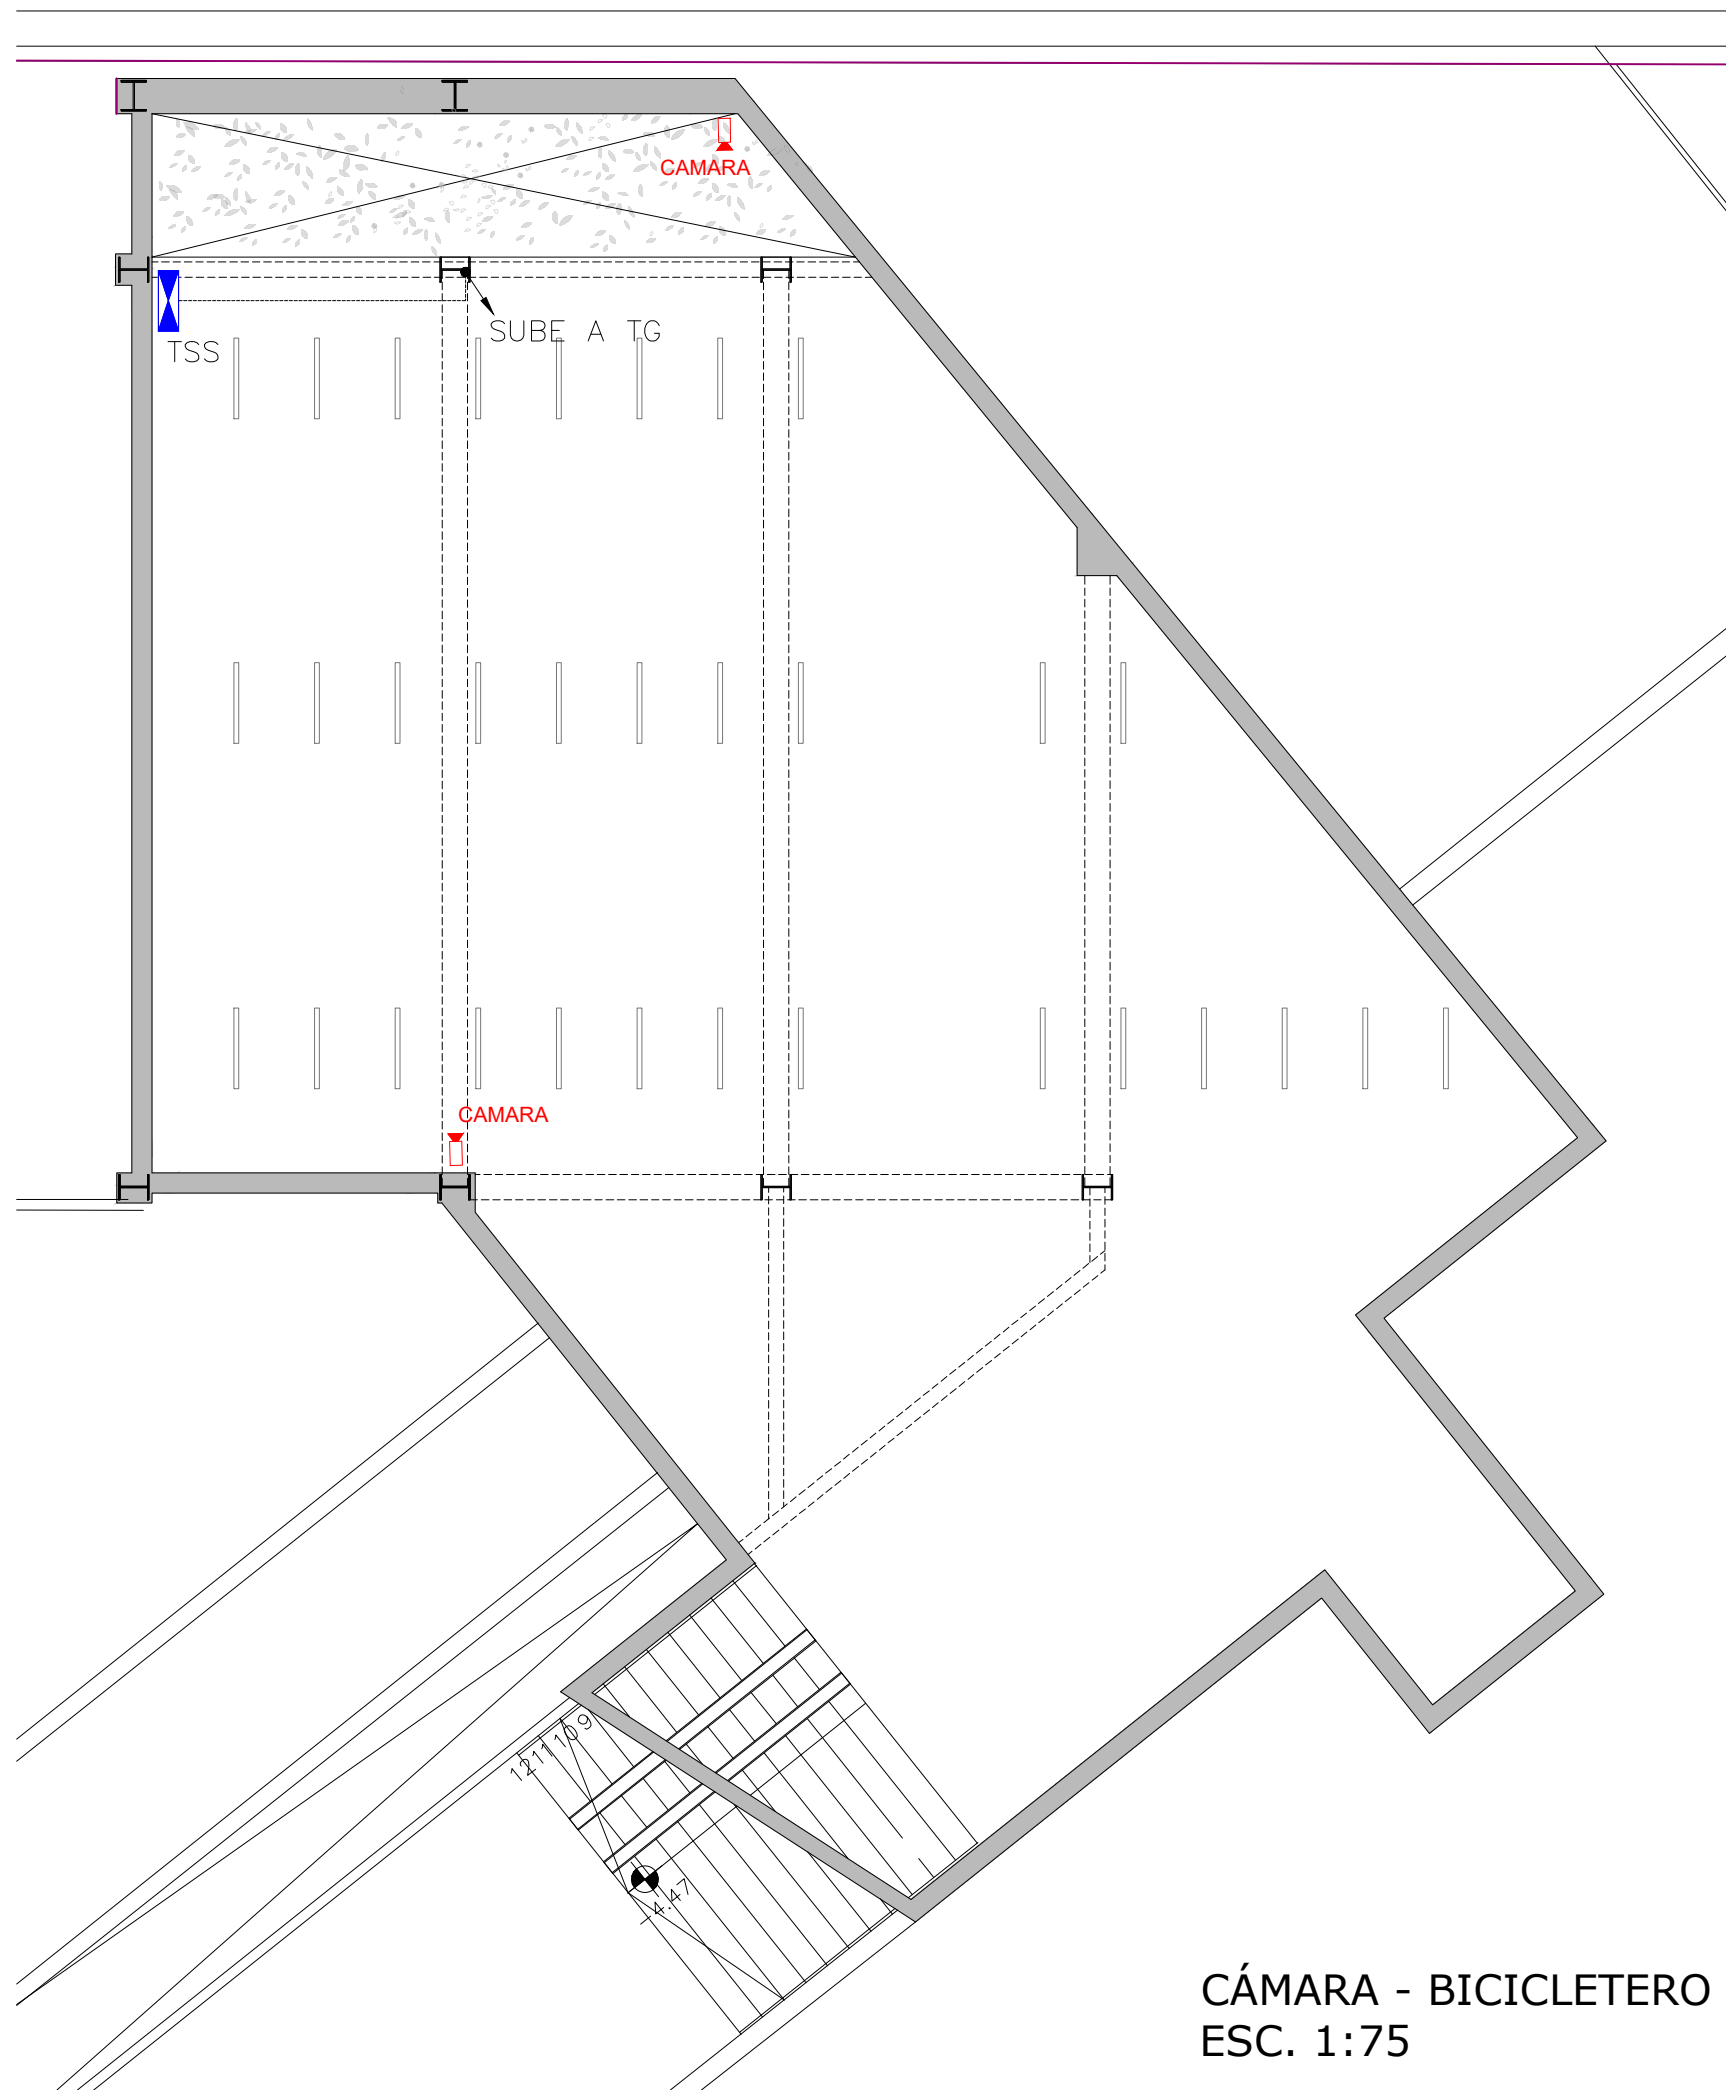 CAMARA
SUBE A TG
TSS
CAMARA
9
10
11
12
-4.47
CÁMARA - BICICLETERO
ESC. 1:75